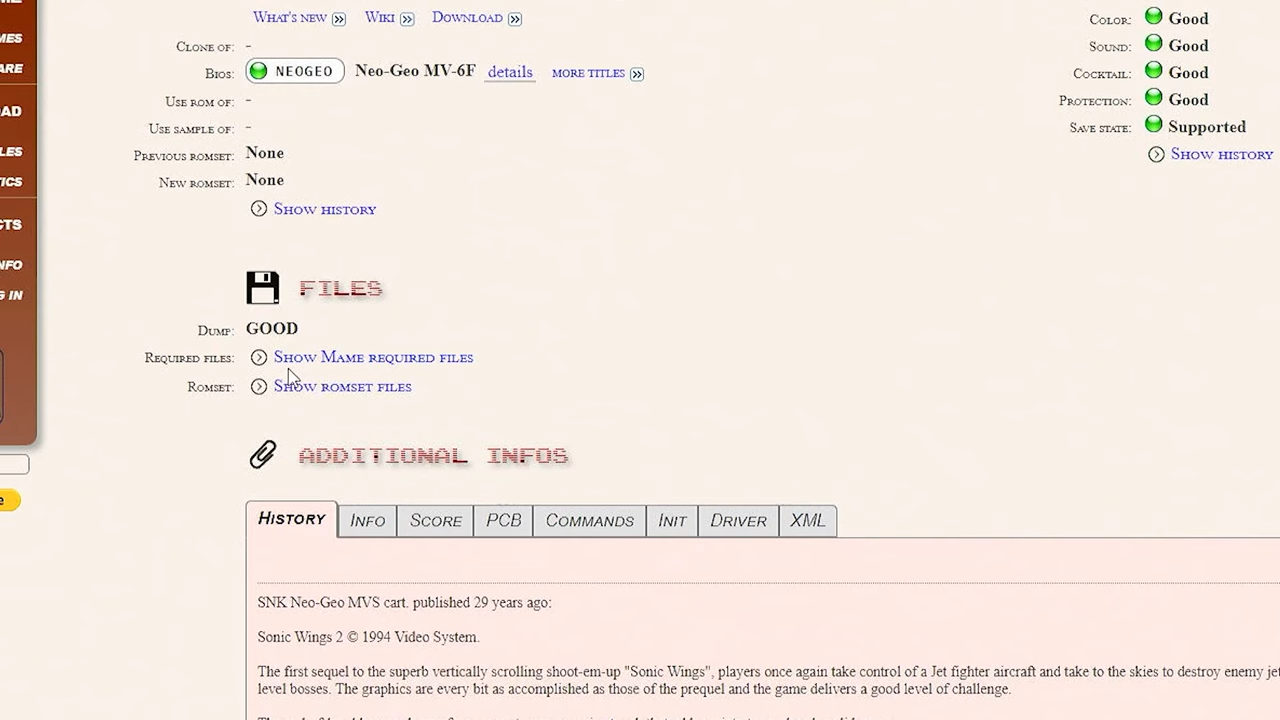 What's new
Wiki
Download
Clone of: -
Bios: NEOGEO Neo-Geo MV-6F details more titles
Use rom of: -
Use sample of: -
Previous romset: None
New romset: None
Show history
Color: Good
Sound: Good
Cocktail: Good
Protection: Good
Save state: Supported
Show history
FILES
Dump: GOOD
Required files: Show Mame required files
Romset: Show romset files
ADDITIONAL INFOS
History Info Score PCB Commands Init Driver XML
SNK Neo-Geo MVS cart. published 29 years ago:
Sonic Wings 2 © 1994 Video System.
The first sequel to the superb vertically scrolling shoot-em-up "Sonic Wings", players once again take control of a Jet fighter aircraft and take to the skies to destroy enemy
level bosses. The graphics are every bit as accomplished as those of the prequel and the game delivers a good level of challenge.